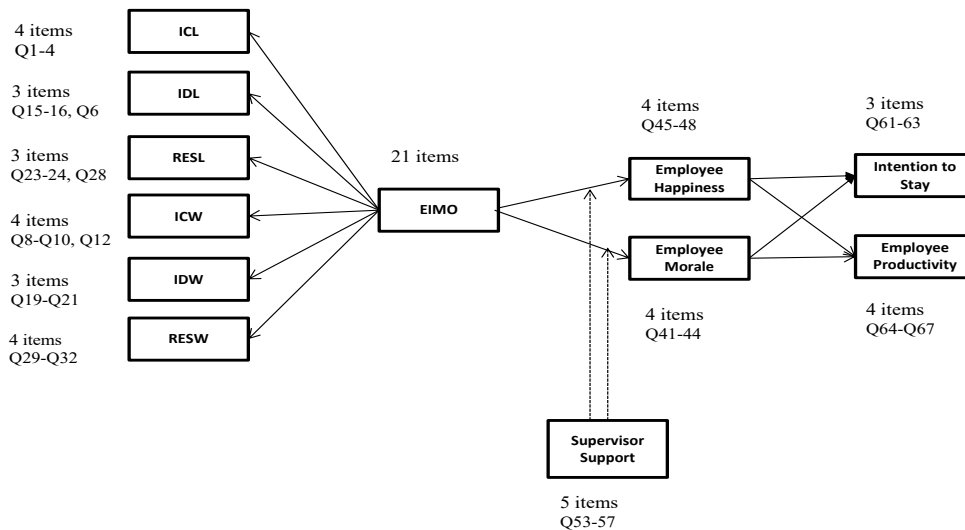 4 items
Q1-4
ICL
3 items
Q15-16, Q6
IDL
3 items
Q23-24, Q28
RESL
4 items
Q8-Q10, Q12
ICW
3 items
Q19-Q21
IDW
4 items
Q29-Q32
RESW
21 items
EIMO
4 items
Q45-48
Employee
Happiness
Employee
Morale
4 items
Q41-44
3 items
Q61-63
Intention to
Stay
Employee
Productivity
4 items
Q64-Q67
Supervisor
Support
5 items
Q53-57